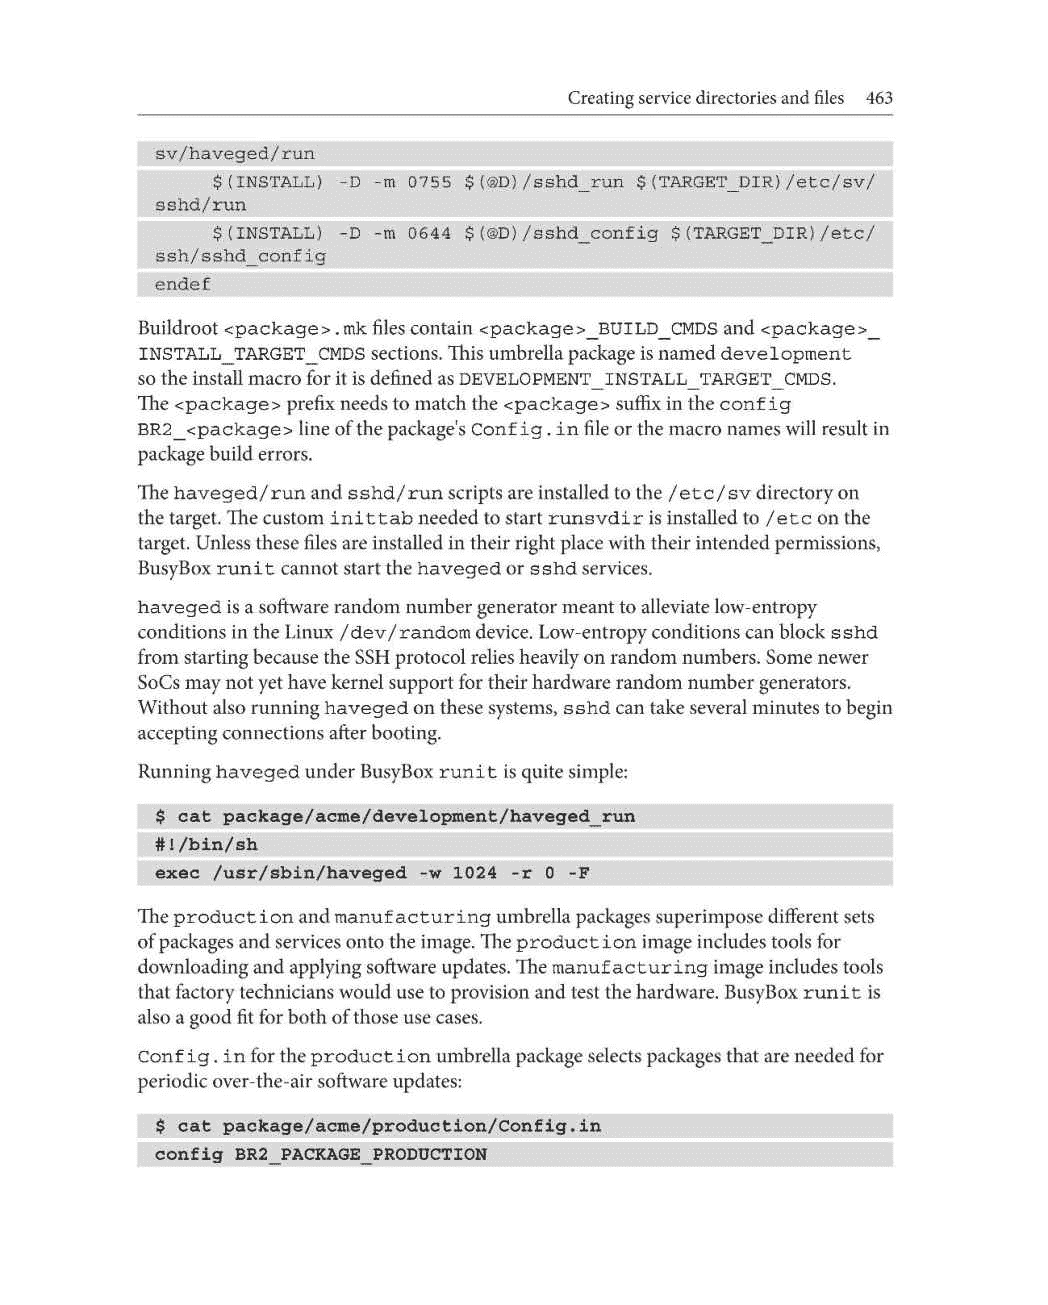 Creating service directories and files 463
sv/haveged/run
$(INSTALL) -D -m 0755 $(@D)/sshd_run $(TARGET_DIR)/etc/sv/
sshd/run
$(INSTALL) -D -m 0644 $(@D)/sshd_config $(TARGET_DIR)/etc/
ssh/sshd_config
endef
Buildroot <package>.mk files contain <package>_BUILD_CMDS and <package>_
INSTALL_TARGET_CMDS sections. This umbrella package is named development
so the install macro for it is defined as DEVELOPMENT_INSTALL_TARGET_CMDS.
The <package> prefix needs to match the <package> suffix in the config
BR2_<package> line of the package's Config.in file or the macro names will result in
package build errors.
The haveged/run and sshd/run scripts are installed to the /etc/sv directory on
the target. The custom inittab needed to start runsvdir is installed to /etc on the
target. Unless these files are installed in their right place with their intended permissions,
BusyBox runit cannot start the haveged or sshd services.
haveged is a software random number generator meant to alleviate low-entropy
conditions in the Linux /dev/random device. Low-entropy conditions can block sshd
from starting because the SSH protocol relies heavily on random numbers. Some newer
SoCs may not yet have kernel support for their hardware random number generators.
Without also running haveged on these systems, sshd can take several minutes to begin
accepting connections after booting.
Running haveged under BusyBox runit is quite simple:
$ cat package/acme/development/haveged_run
#!/bin/sh
exec /usr/sbin/haveged -w 1024 -r 0 -F
The production and manufacturing umbrella packages superimpose different sets
of packages and services onto the image. The production image includes tools for
downloading and applying software updates. The manufacturing image includes tools
that factory technicians would use to provision and test the hardware. BusyBox runit is
also a good fit for both of those use cases.
Config.in for the production umbrella package selects packages that are needed for
periodic over-the-air software updates:
$ cat package/acme/production/Config.in
config BR2_PACKAGE_PRODUCTION